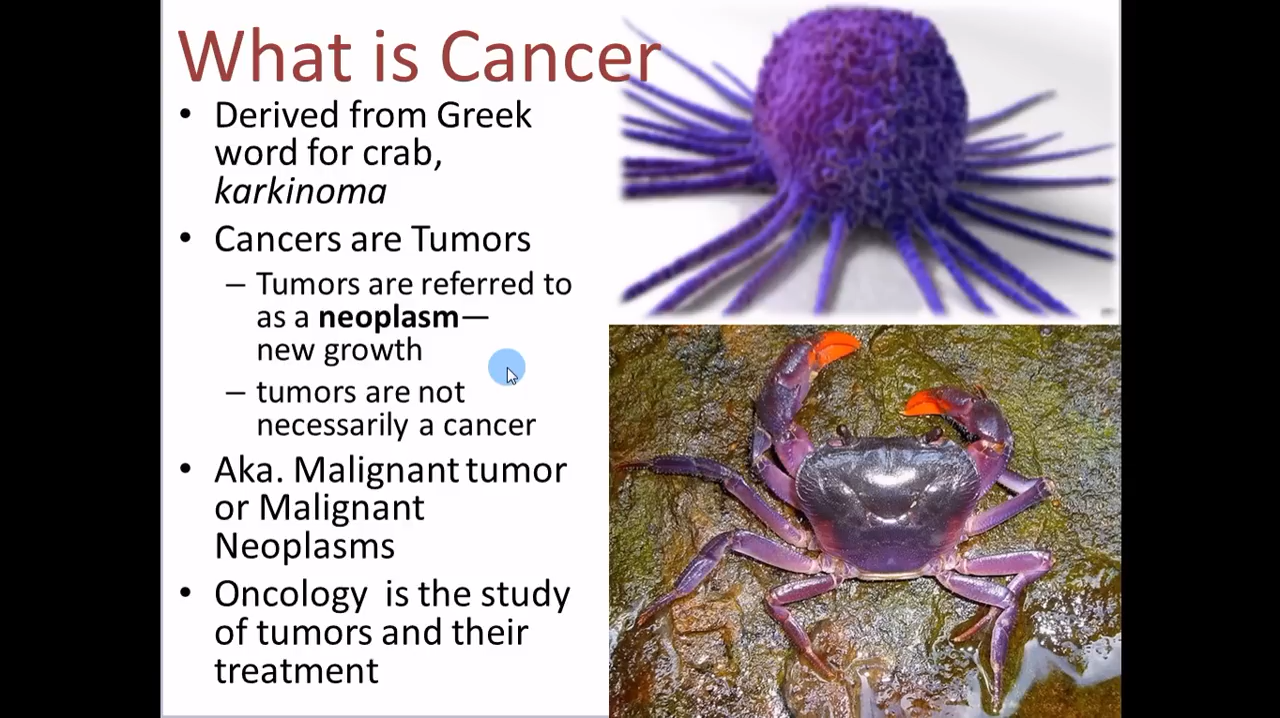 What is Cancer
• Derived from Greek
word for crab,
karkinoma
• Cancers are Tumors
– Tumors are referred to
as a neoplasm—
new growth
– tumors are not
necessarily a cancer
• Aka. Malignant tumor
or Malignant
Neoplasms
• Oncology is the study
of tumors and their
treatment